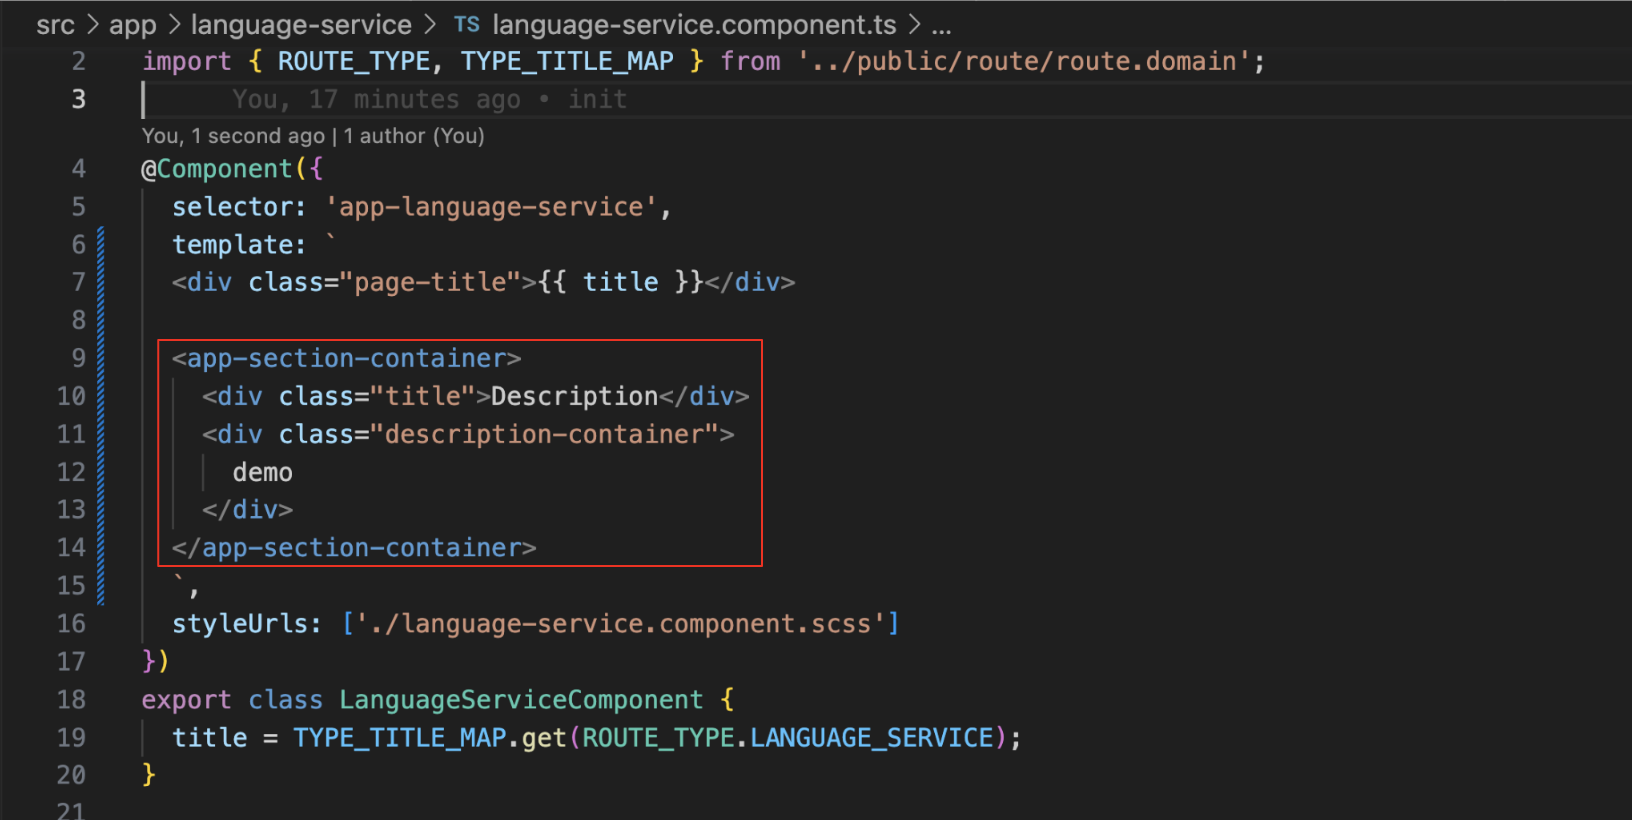 src > app > language-service > TS language-service.component.ts > ...
2 import { ROUTE_TYPE, TYPE_TITLE_MAP } from '../public/route/route.domain';
3 You, 17 minutes ago • init
You, 1 second ago | 1 author (You)
4 @Component({
5 selector: 'app-language-service',
6 template: `
7 <div class="page-title">{{ title }}</div>
8
9 <app-section-container>
10 <div class="title">Description</div>
11 <div class="description-container">
12 demo
13 </div>
14 </app-section-container>
15 `,
16 styleUrls: ['./language-service.component.scss']
17 })
18 export class LanguageServiceComponent {
19 title = TYPE_TITLE_MAP.get(ROUTE_TYPE.LANGUAGE_SERVICE);
20 }
21